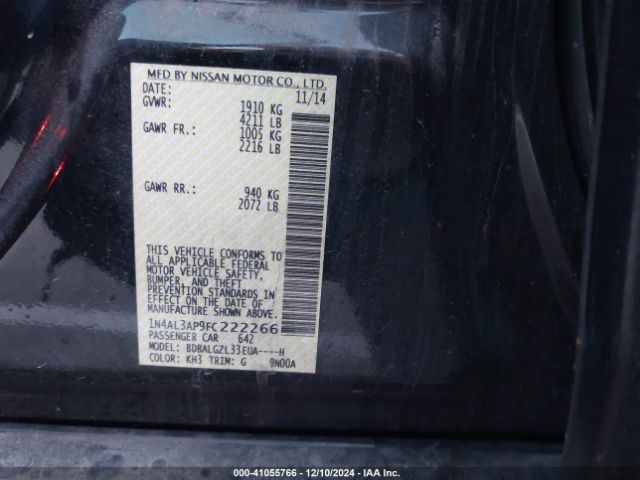 MFD BY NISSAN MOTOR CO., LTD.
DATE: 11/14
GVWR: 1910 KG
4211 LB
GAWR FR.: 1005 KG
2216 LB
GAWR RR.: 940 KG
2072 LB
THIS VEHICLE CONFORMS TO
ALL APPLICABLE FEDERAL
MOTOR VEHICLE SAFETY,
BUMPER, AND THEFT
PREVENTION STANDARDS IN
EFFECT ON THE DATE OF
MANUFACTURE SHOWN ABOVE.
1N4AL3AP9FC222266
PASSENGER CAR 642
MODEL: BDBALGZL33EUA----H
COLOR: KH3 TRIM: G 9N00A
000-41055766 - 12/10/2024 - IAA Inc.